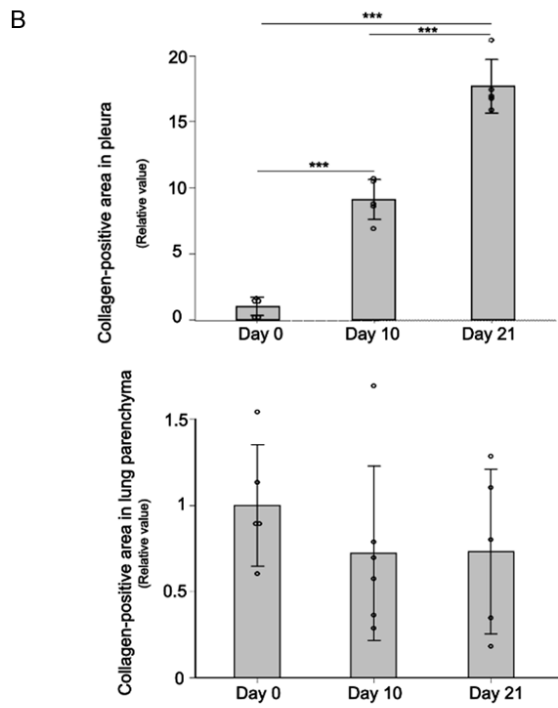 B
***
***
***
Collagen-positive area in pleura
(Relative value)
20
15
10
5
0
Day 0 Day 10 Day 21
Collagen-positive area in lung parenchyma
(Relative value)
1.5
1
0.5
0
Day 0 Day 10 Day 21